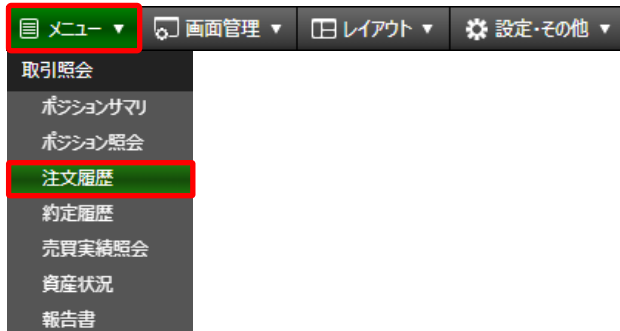 メニュー ▼ 画面管理 ▼ レイアウト ▼ 設定・その他 ▼
取引照会
ポジションサマリ
ポジション照会
注文履歴
約定履歴
売買実績照会
資産状況
報告書